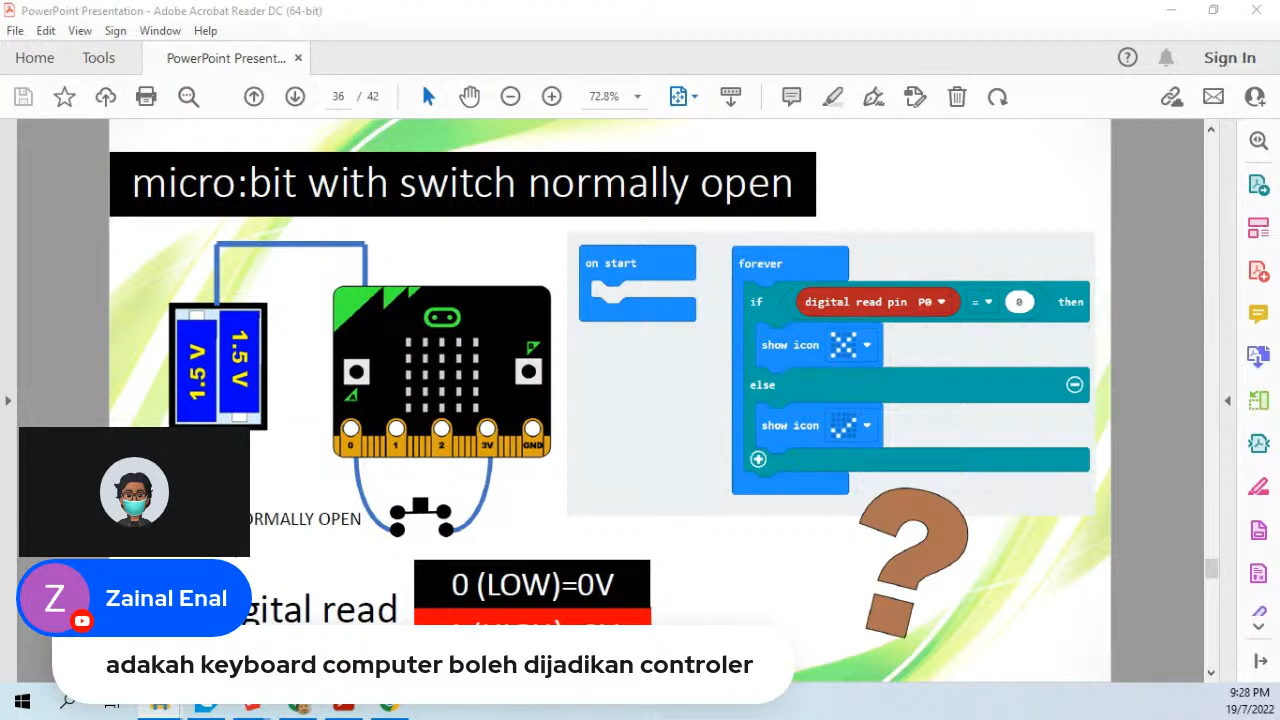 PowerPoint Presentation - Adobe Acrobat Reader DC (64-bit)
File Edit View Sign Window Help
Home Tools PowerPoint Present... ×
Sign In
36 / 42
72.8%
micro:bit with switch normally open
1.5 V
1.5 V
0 1 2 3V GND
on start
forever
if digital read pin P0 = 0 then
show icon
else
show icon
ORMALLY OPEN
0 (LOW)=0V
gital read
Z
Zainal Enal
adakah keyboard computer boleh dijadikan controler
9:28 PM
19/7/2022